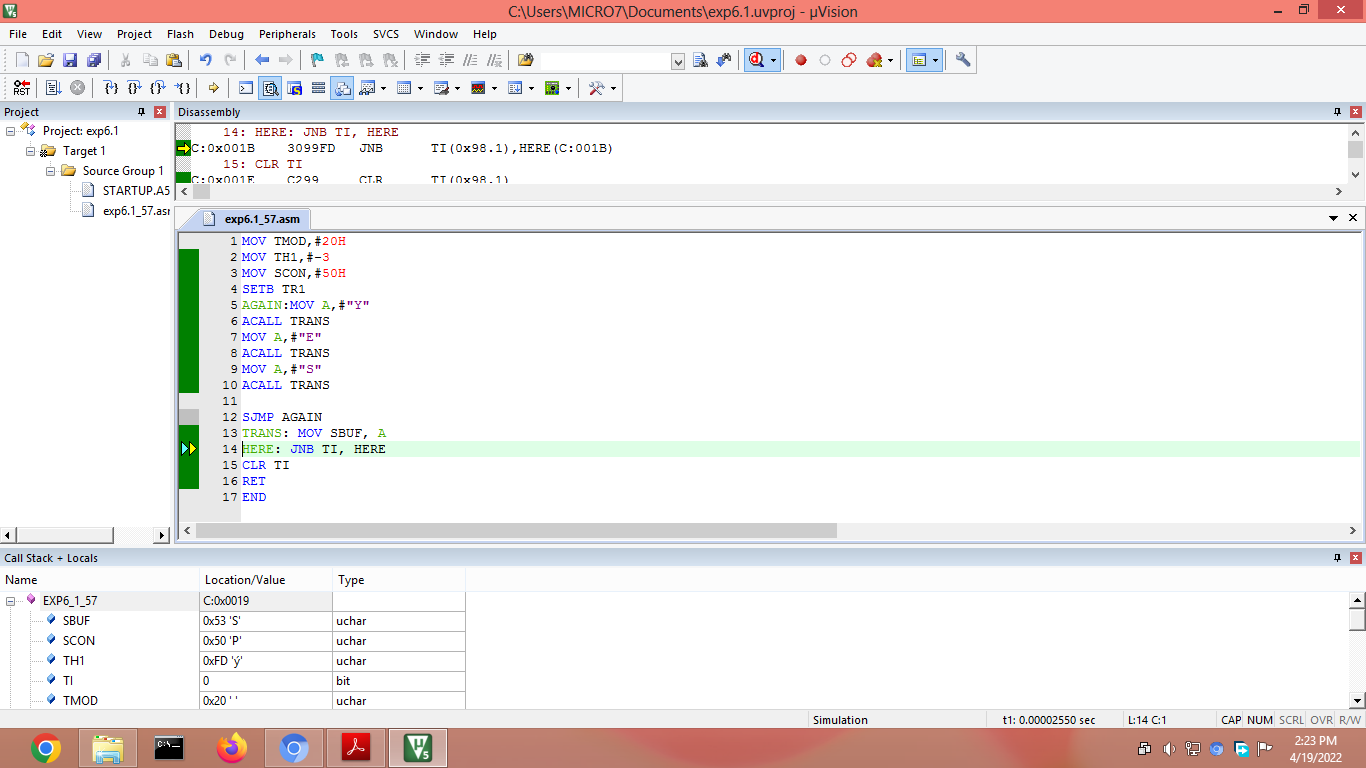 C:\Users\MICRO7\Documents\exp6.1.uvproj - µVision
File Edit View Project Flash Debug Peripherals Tools SVCS Window Help
RST
Project
Project: exp6.1
Target 1
Source Group 1
STARTUP.A5
exp6.1_57.asr
Disassembly
14: HERE: JNB TI, HERE
C:0x001B 3099FD JNB TI(0x98.1),HERE(C:001B)
15: CLR TI
C:0x001E C299 CLR TI(0x98.1)
exp6.1_57.asm
1 MOV TMOD,#20H
2 MOV TH1,#-3
3 MOV SCON,#50H
4 SETB TR1
5 AGAIN:MOV A,#"Y"
6 ACALL TRANS
7 MOV A,#"E"
8 ACALL TRANS
9 MOV A,#"S"
10 ACALL TRANS
11
12 SJMP AGAIN
13 TRANS: MOV SBUF, A
14 HERE: JNB TI, HERE
15 CLR TI
16 RET
17 END
Call Stack + Locals
Name Location/Value Type
EXP6_1_57 C:0x0019
SBUF 0x53 'S' uchar
SCON 0x50 'P' uchar
TH1 0xFD 'ý' uchar
TI 0 bit
TMOD 0x20 ' ' uchar
Simulation t1: 0.00002550 sec L:14 C:1 CAP NUM SCRL OVR R/W
2:23 PM
4/19/2022